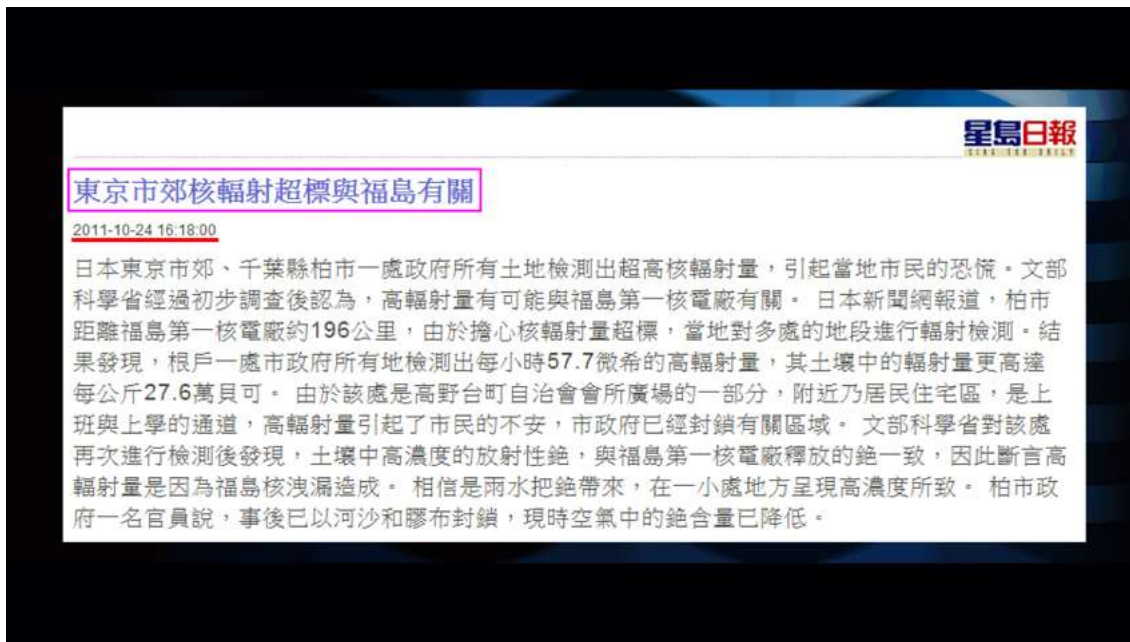 星島日報
SING TAO DAILY
東京市郊核輻射超標與福島有關
2011-10-24 16:18:00
日本東京市郊、千葉縣柏市一處政府所有土地檢測出超高核輻射量，引起當地市民的恐慌。文部
科學省經過初步調查後認為，高輻射量有可能與福島第一核電廠有關。 日本新聞網報道，柏市
距離福島第一核電廠約196公里，由於擔心核輻射量超標，當地對多處的地段進行輻射檢測。結
果發現，根戶一處市政府所有地檢測出每小時57.7微希的高輻射量，其土壤中的輻射量更高達
每公斤27.6萬貝可。 由於該處是高野台町自治會會所廣場的一部分，附近乃居民住宅區，是上
班與上學的通道，高輻射量引起了市民的不安，市政府已經封鎖有關區域。 文部科學省對該處
再次進行檢測後發現，土壤中高濃度的放射性銫，與福島第一核電廠釋放的銫一致，因此斷言高
輻射量是因為福島核洩漏造成。 相信是雨水把銫帶來，在一小處地方呈現高濃度所致。 柏市政
府一名官員說，事後已以河沙和膠布封鎖，現時空氣中的銫含量已降低。